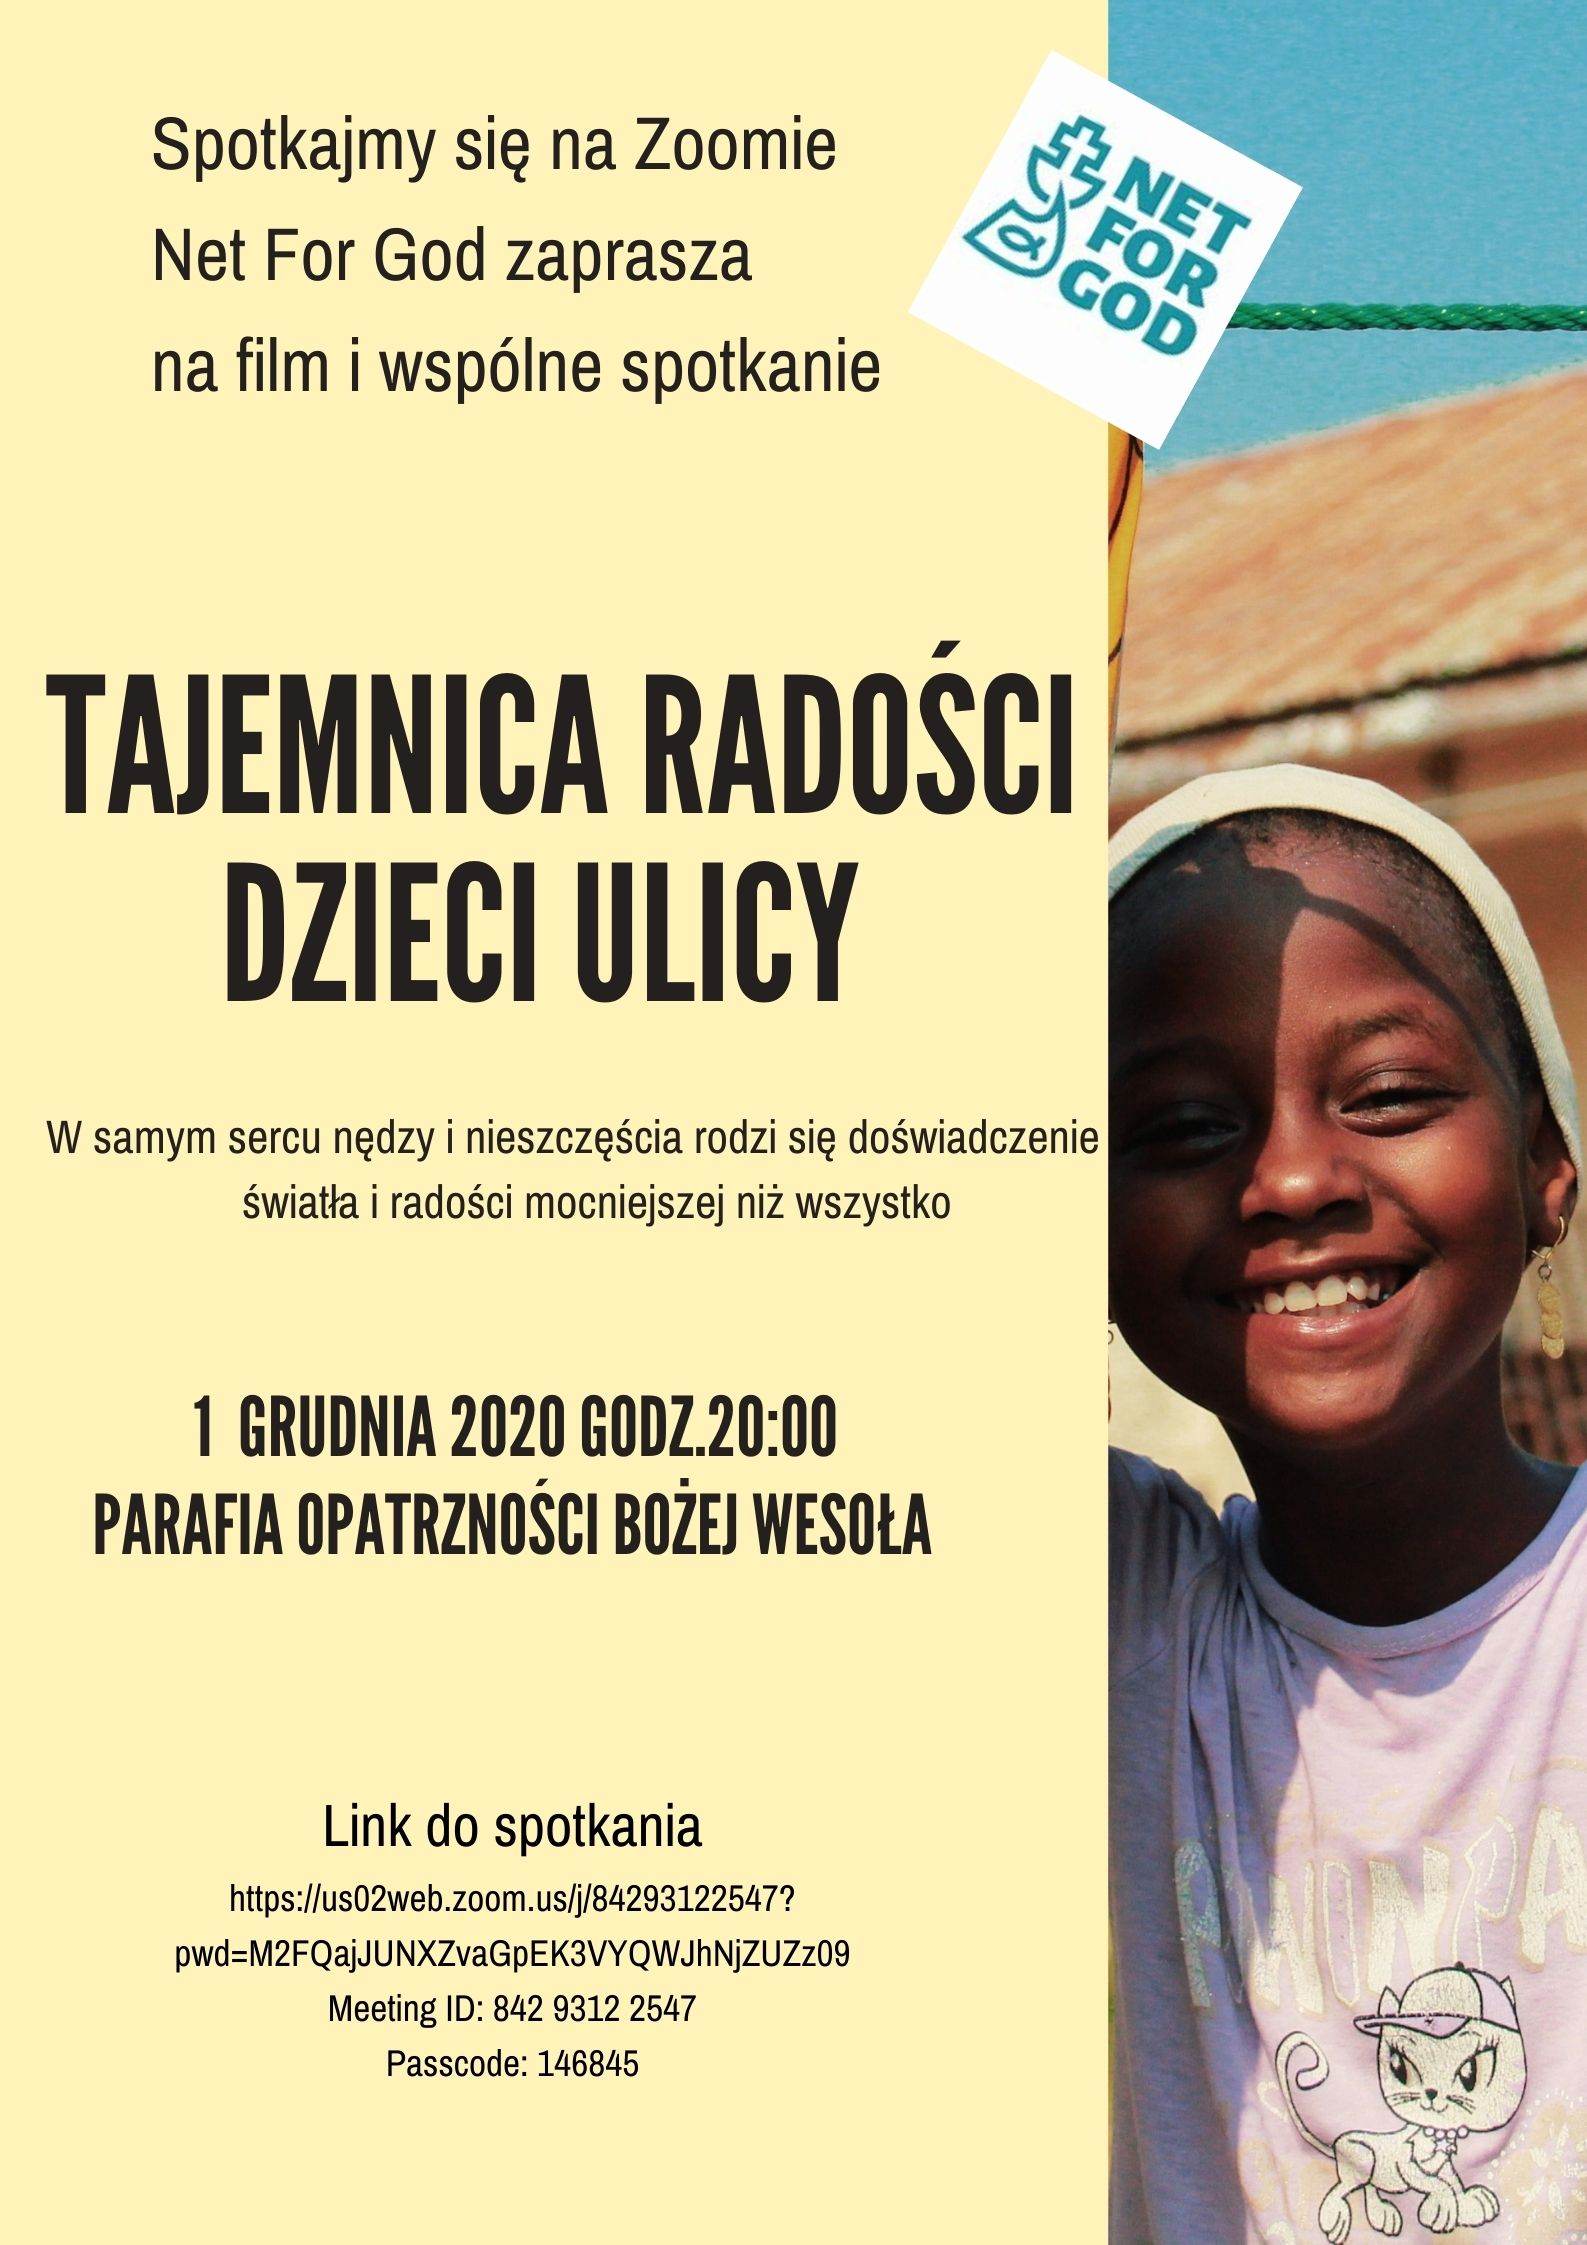 Spotkajmy się na Zoomie
Net For God zaprasza
na film i wspólne spotkanie
NET
FOR
GOD
TAJEMNICA RADOŚCI
DZIECI ULICY
W samym sercu nędzy i nieszczęścia rodzi się doświadczenie
światła i radości mocniejszej niż wszystko
1 GRUDNIA 2020 GODZ.20:00
PARAFIA OPATRZNOŚCI BOŻEJ WESOŁA
Link do spotkania
https://us02web.zoom.us/j/84293122547?
pwd=M2FQajJUNXZvaGpEK3VYQWJhNjZUZz09
Meeting ID: 842 9312 2547
Passcode: 146845